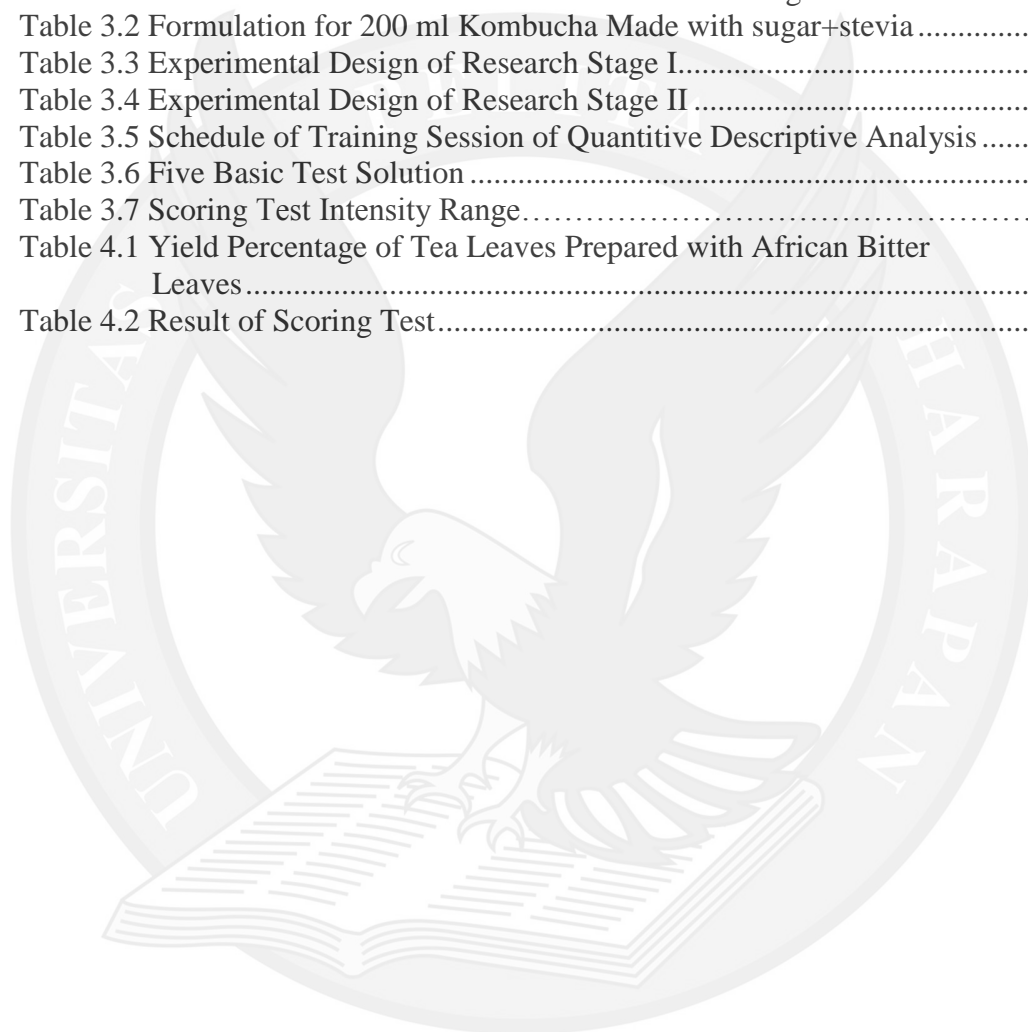 Table 3.2 Formulation for 200 ml Kombucha Made with sugar+stevia..............
Table 3.3 Experimental Design of Research Stage I............................................
Table 3.4 Experimental Design of Research Stage II..........................................
Table 3.5 Schedule of Training Session of Quantitive Descriptive Analysis......
Table 3.6 Five Basic Test Solution.....................................................................
Table 3.7 Scoring Test Intensity Range……………………………………
Table 4.1 Yield Percentage of Tea Leaves Prepared with African Bitter
Leaves.................................................................................................
Table 4.2 Result of Scoring Test.........................................................................
UNIVERSITAS PELITA HARAPAN